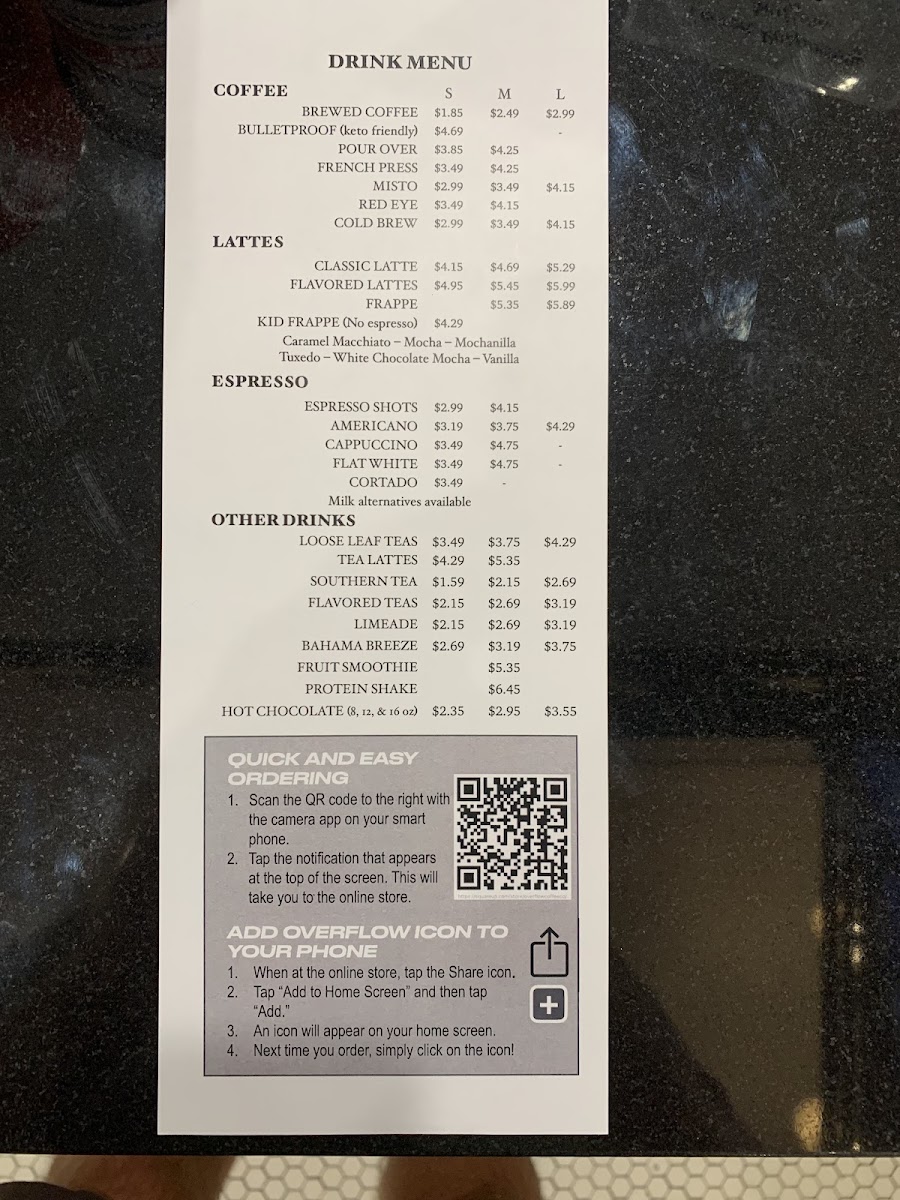 DRINK MENU
COFFEE S M L
BREWED COFFEE $1.85 $2.49 $2.99
BULLETPROOF (keto friendly) $4.69 -
POUR OVER $3.85 $4.25
FRENCH PRESS $3.49 $4.25
MISTO $2.99 $3.49 $4.15
RED EYE $3.49 $4.15
COLD BREW $2.99 $3.49 $4.15
LATTES
CLASSIC LATTE $4.15 $4.69 $5.29
FLAVORED LATTES $4.95 $5.45 $5.99
FRAPPE $5.35 $5.89
KID FRAPPE (No espresso) $4.29
Caramel Macchiato – Mocha – Mochanilla
Tuxedo – White Chocolate Mocha – Vanilla
ESPRESSO
ESPRESSO SHOTS $2.99 $4.15
AMERICANO $3.19 $3.75 $4.29
CAPPUCCINO $3.49 $4.75 -
FLAT WHITE $3.49 $4.75 -
CORTADO $3.49 -
Milk alternatives available
OTHER DRINKS
LOOSE LEAF TEAS $3.49 $3.75 $4.29
TEA LATTES $4.29 $5.35
SOUTHERN TEA $1.59 $2.15 $2.69
FLAVORED TEAS $2.15 $2.69 $3.19
LIMEADE $2.15 $2.69 $3.19
BAHAMA BREEZE $2.69 $3.19 $3.75
FRUIT SMOOTHIE $5.35
PROTEIN SHAKE $6.45
HOT CHOCOLATE (8, 12, & 16 oz) $2.35 $2.95 $3.55
QUICK AND EASY
ORDERING
1. Scan the QR code to the right with
the camera app on your smart
phone.
2. Tap the notification that appears
at the top of the screen. This will
take you to the online store.
ADD OVERFLOW ICON TO
YOUR PHONE
1. When at the online store, tap the Share icon.
2. Tap “Add to Home Screen” and then tap
“Add.”
3. An icon will appear on your home screen.
4. Next time you order, simply click on the icon!